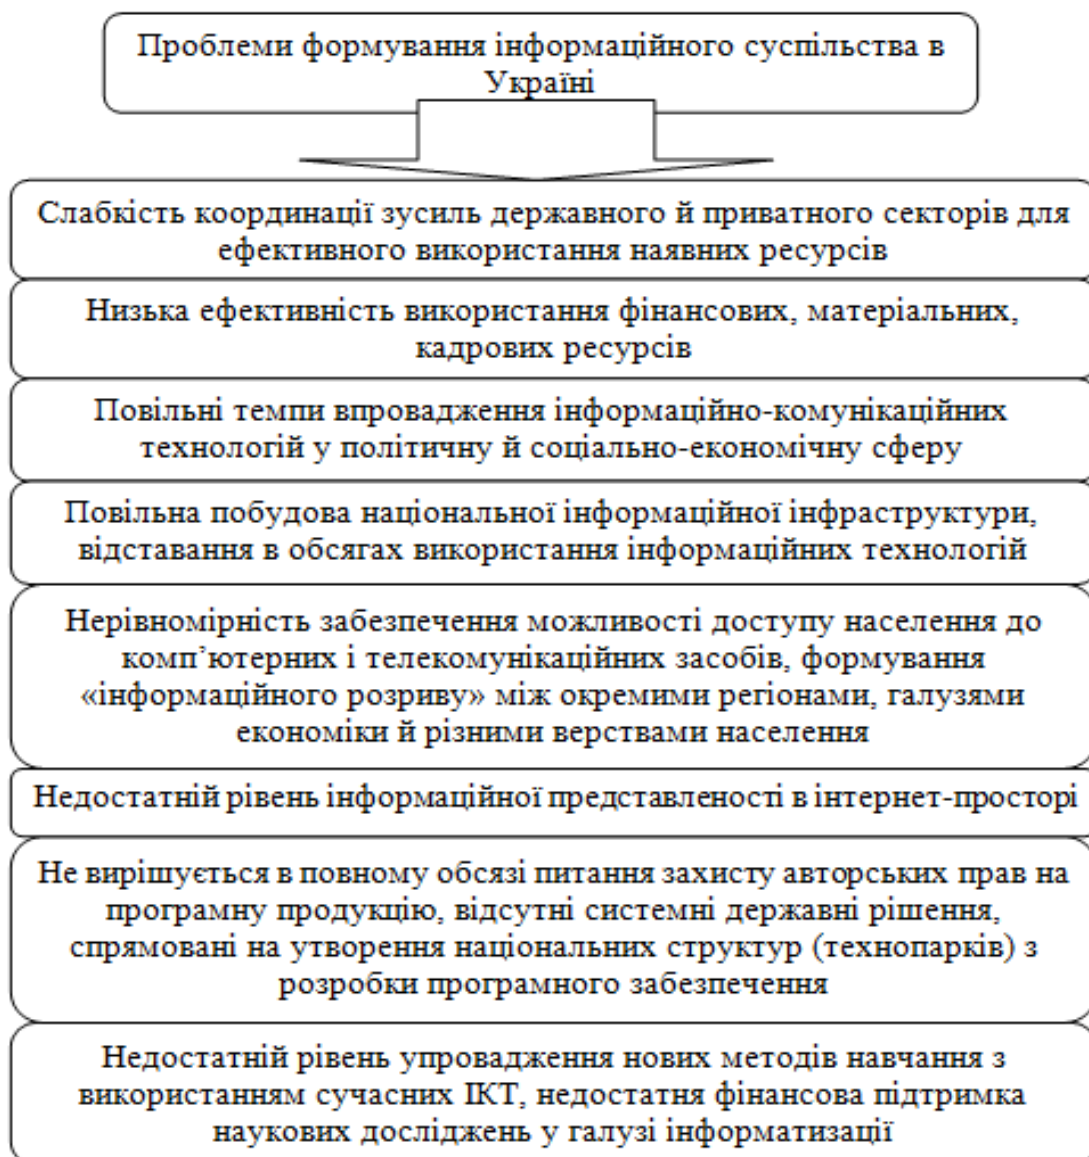 Проблеми формування інформаційного суспільства в
Україні
Слабкість координації зусиль державного й приватного секторів для
ефективного використання наявних ресурсів
Низька ефективність використання фінансових, матеріальних,
кадрових ресурсів
Повільні темпи впровадження інформаційно-комунікаційних
технологій у політичну й соціально-економічну сферу
Повільна побудова національної інформаційної інфраструктури,
відставання в обсягах використання інформаційних технологій
Нерівномірність забезпечення можливості доступу населення до
комп’ютерних і телекомунікаційних засобів, формування
«інформаційного розриву» між окремими регіонами, галузями
економіки й різними верствами населення
Недостатній рівень інформаційної представленості в інтернет-просторі
Не вирішується в повному обсязі питання захисту авторських прав на
програмну продукцію, відсутні системні державні рішення,
спрямовані на утворення національних структур (технопарків) з
розробки програмного забезпечення
Недостатній рівень упровадження нових методів навчання з
використанням сучасних ІКТ, недостатня фінансова підтримка
наукових досліджень у галузі інформатизації